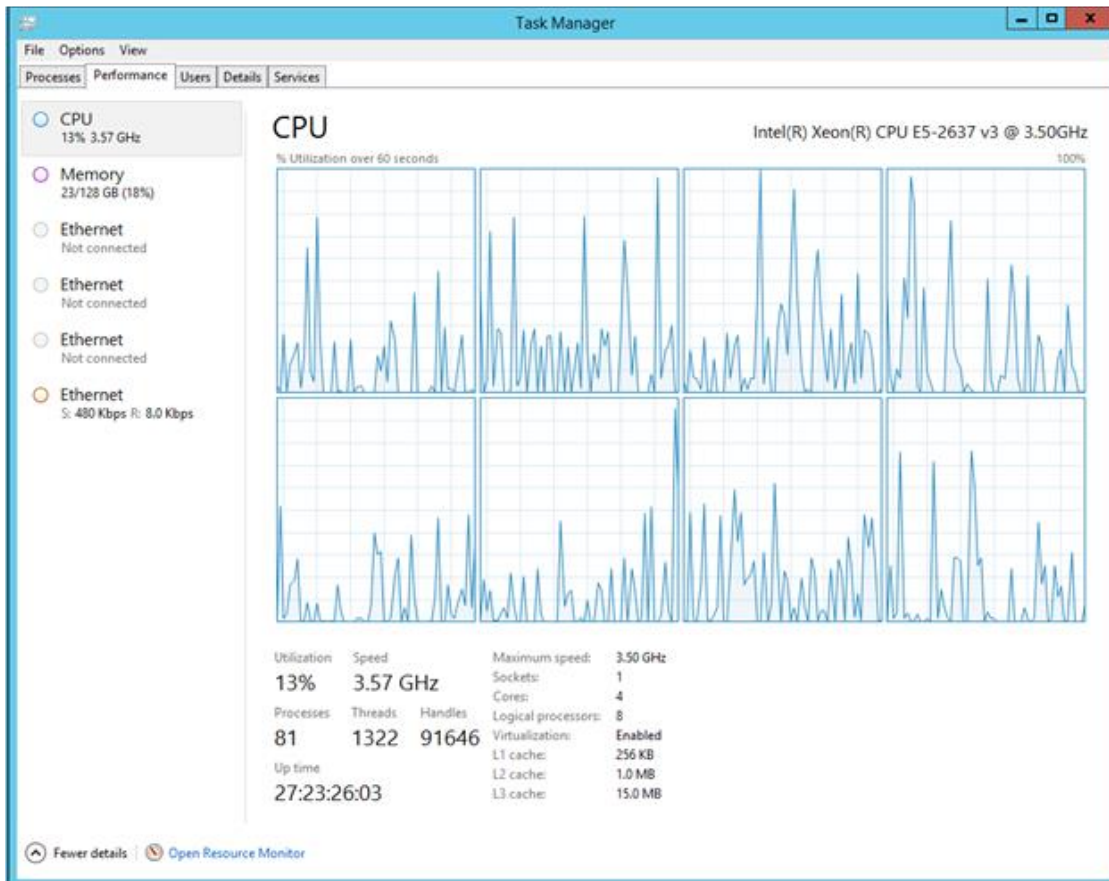 Task Manager
File Options View
Processes Performance Users Details Services
CPU
13% 3.57 GHz
Memory
23/128 GB (18%)
Ethernet
Not connected
Ethernet
Not connected
Ethernet
Not connected
Ethernet
S: 480 Kbps R: 8.0 Kbps
CPU
Intel(R) Xeon(R) CPU E5-2637 v3 @ 3.50GHz
% Utilization over 60 seconds
100%
Utilization Speed
13% 3.57 GHz
Processes Threads Handles
81 1322 91646
Up time
27:23:26:03
Maximum speed: 3.50 GHz
Sockets: 1
Cores: 4
Logical processors: 8
Virtualization: Enabled
L1 cache: 256 KB
L2 cache: 1.0 MB
L3 cache: 15.0 MB
Fewer details
Open Resource Monitor